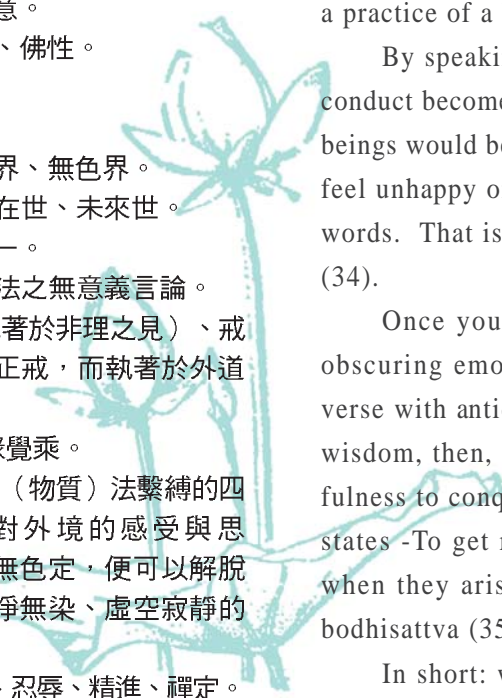 意。
、佛性。
界、無色界。
在世、未來世。
一。
法之無意義言論。
著於非理之見）、戒
正戒，而執著於外道
緣覺乘。
（物質）法繫縛的四
對外境的感受與思
無色定，便可以解脫
淨無染、虛空寂靜的
、忍辱、精進、禪定。
a practice of a
By speaki
conduct become
beings would be
feel unhappy o
words. That is
(34).
Once you
obscuring emo
verse with anti
wisdom, then,
fulness to conq
states -To get r
when they aris
bodhisattva (35
In short: w